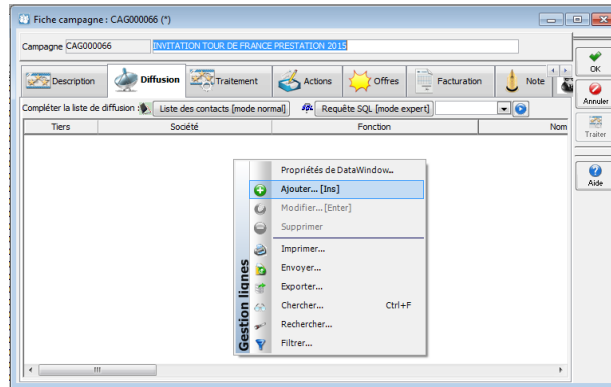 Fiche campagne : CAG000066 (*)
Campagne CAG000066 INVITATION TOUR DE FRANCE PRESTATION 2015
Description Diffusion Traitement Actions Offres Facturation Note
Compléter la liste de diffusion : Liste des contacts [mode normal] Requête SQL [mode expert]
Tiers Société Fonction Nom
OK
Annuler
Traiter
Aide
Gestion lignes
Propriétés de DataWindow...
Ajouter... [Ins]
Modifier... [Enter]
Supprimer
Imprimer...
Envoyer...
Exporter...
Chercher... Ctrl+F
Rechercher...
Filtrer...